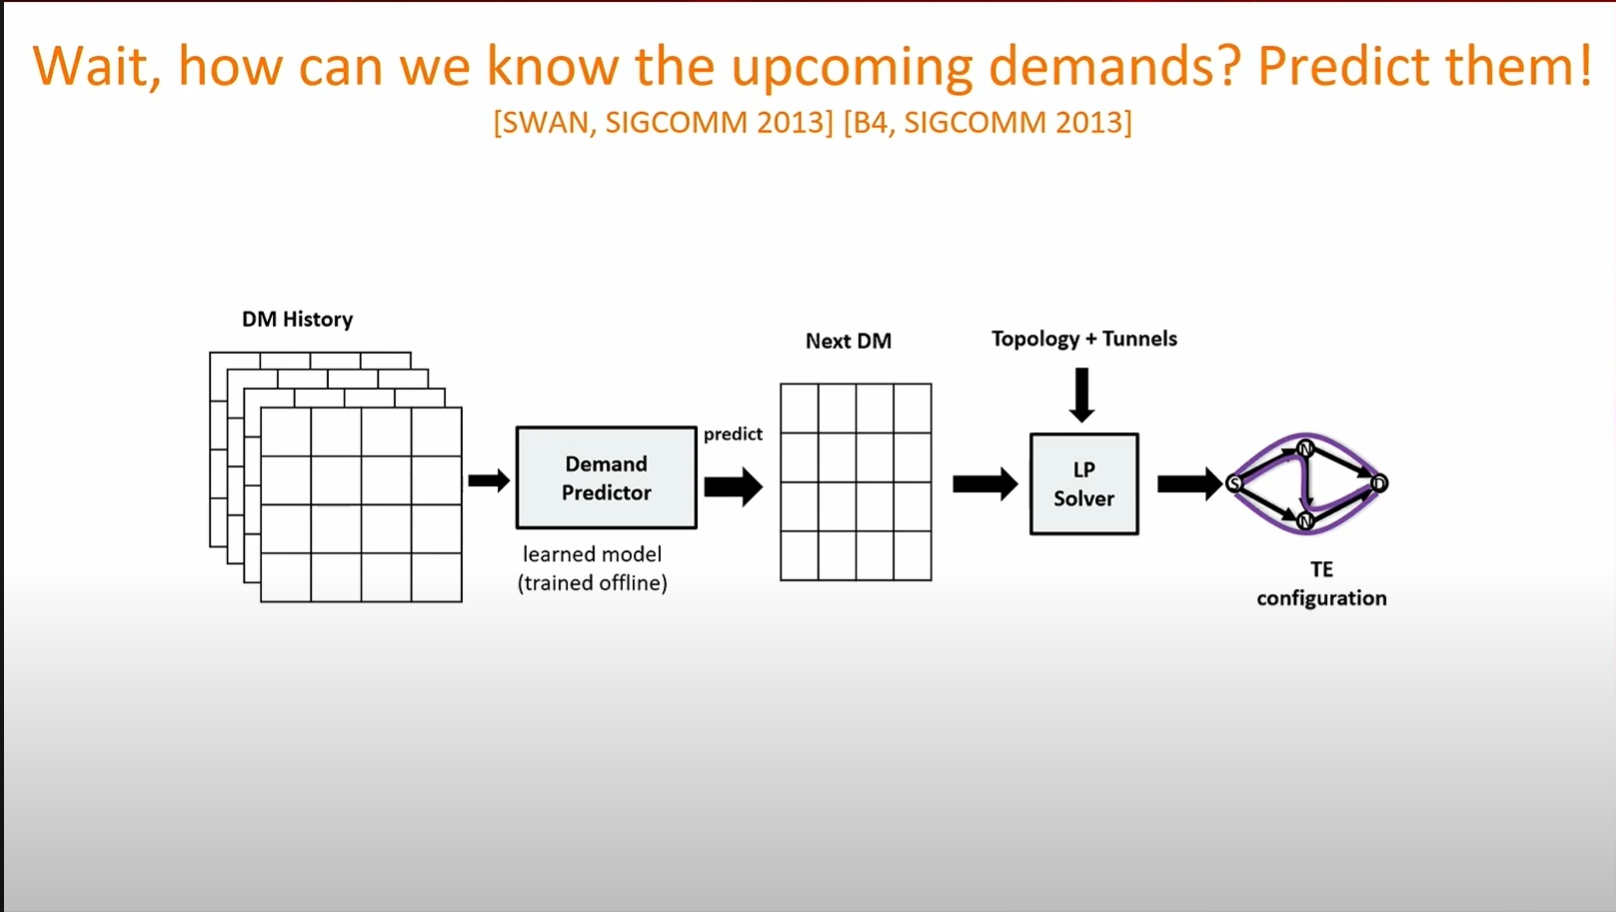 Wait, how can we know the upcoming demands? Predict them!
[SWAN, SIGCOMM 2013] [B4, SIGCOMM 2013]
DM History
Demand
Predictor
learned model
(trained offline)
predict
Next DM
Topology + Tunnels
LP
Solver
S
N
N
D
TE
configuration